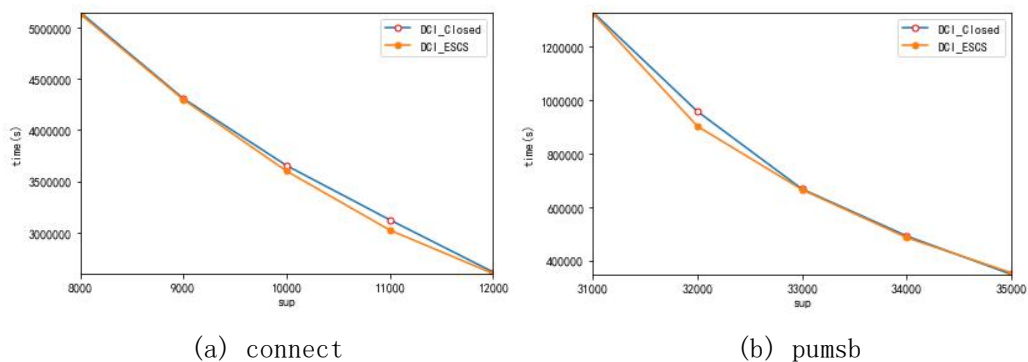 5000000
4500000
4000000
3500000
3000000
time(s)
8000
9000
10000
11000
12000
sup
DCI_Closed
DCI_ESCS
(a) connect
1200000
1000000
800000
600000
400000
time(s)
31000
32000
33000
34000
35000
sup
DCI_Closed
DCI_ESCS
(b) pumsb